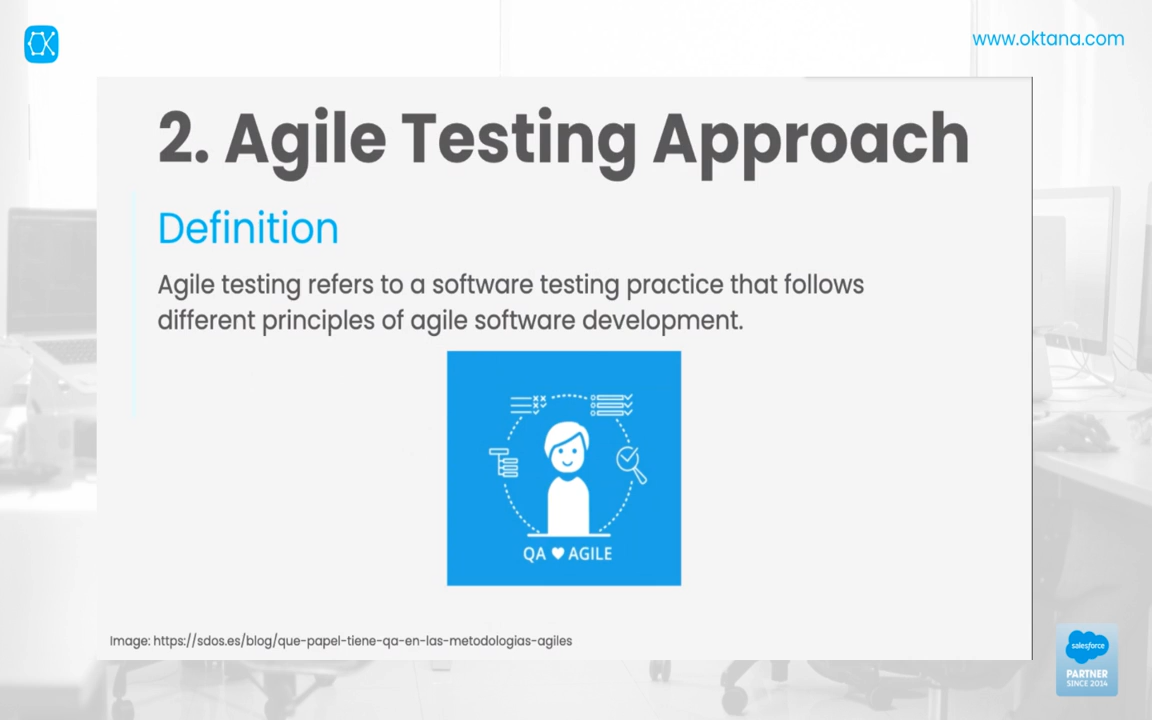 www.oktana.com
2. Agile Testing Approach
Definition
Agile testing refers to a software testing practice that follows
different principles of agile software development.
QA ♥ AGILE
Image: https://sdos.es/blog/que-papel-tiene-qa-en-las-metodologias-agiles
salesforce
PARTNER
SINCE 2014